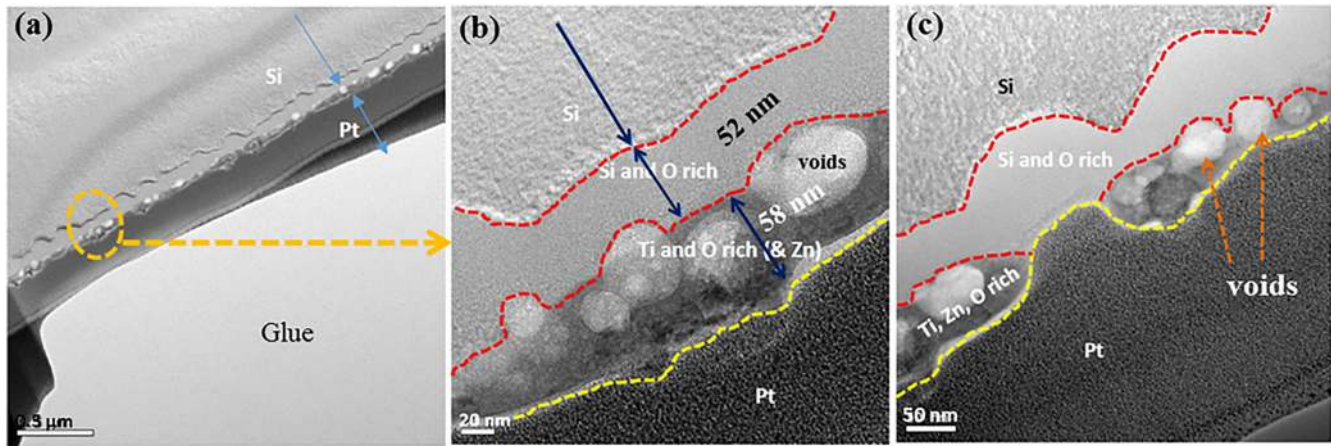 (a)
Si
Pt
Glue
0.5 µm
(b)
Si
52 nm
Si and O rich
voids
58 nm
Ti and O rich (& Zn)
Pt
20 nm
(c)
Si
Si and O rich
voids
Ti, Zn, O rich
Pt
50 nm